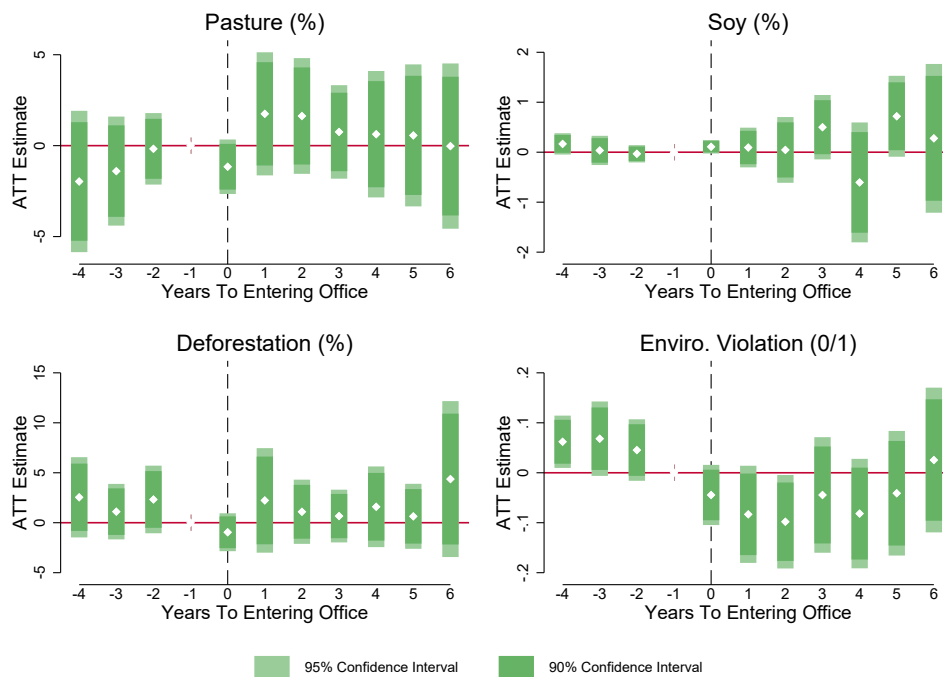 Pasture (%)
ATT Estimate
5
0
-5
-4 -3 -2 -1 0 1 2 3 4 5 6
Years To Entering Office
Soy (%)
ATT Estimate
2
1
0
-1
-2
-4 -3 -2 -1 0 1 2 3 4 5 6
Years To Entering Office
Deforestation (%)
ATT Estimate
15
10
5
0
-5
-4 -3 -2 -1 0 1 2 3 4 5 6
Years To Entering Office
Enviro. Violation (0/1)
ATT Estimate
.2
.1
0
-.1
-.2
-4 -3 -2 -1 0 1 2 3 4 5 6
Years To Entering Office
95% Confidence Interval
90% Confidence Interval